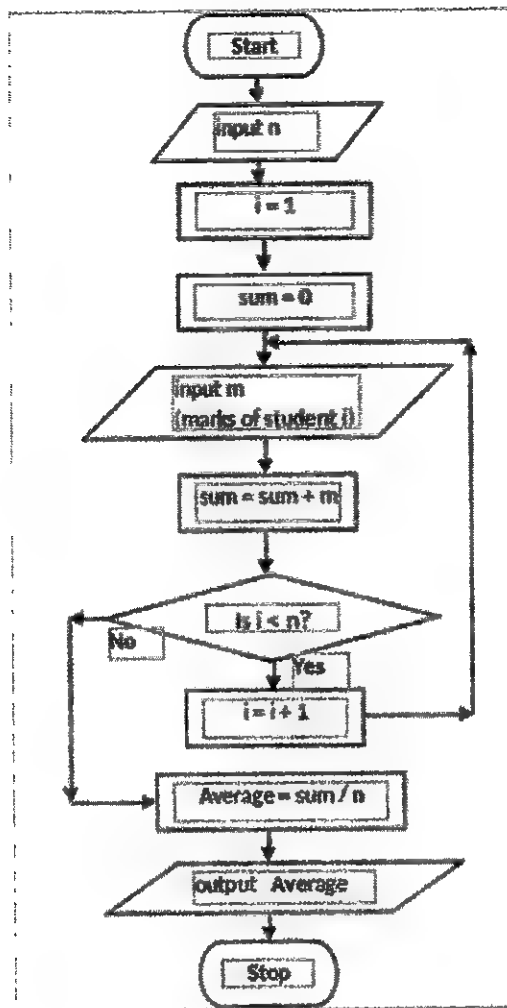 Start
input n
i = 1
sum = 0
input m
(marks of student i)
sum = sum + m
Is i < n?
No
Yes
i = i + 1
Average = sum / n
output Average
Stop